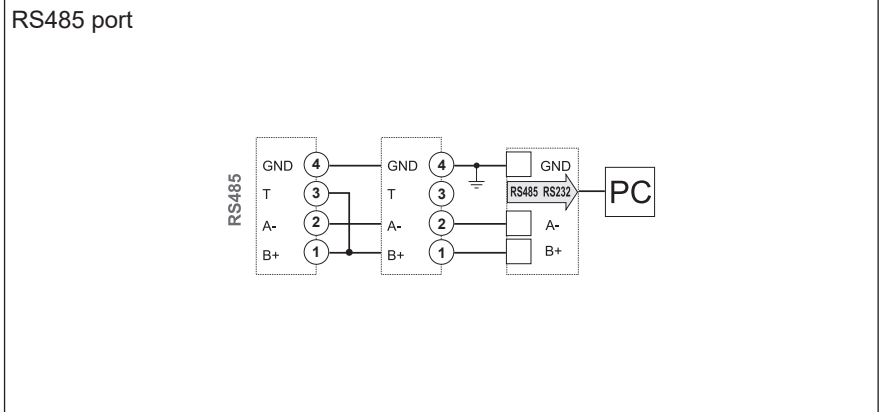 RS485 port
RS485
GND 4
T 3
A- 2
B+ 1
GND 4
T 3
A- 2
B+ 1
GND
RS485 RS232
A-
B+
PC